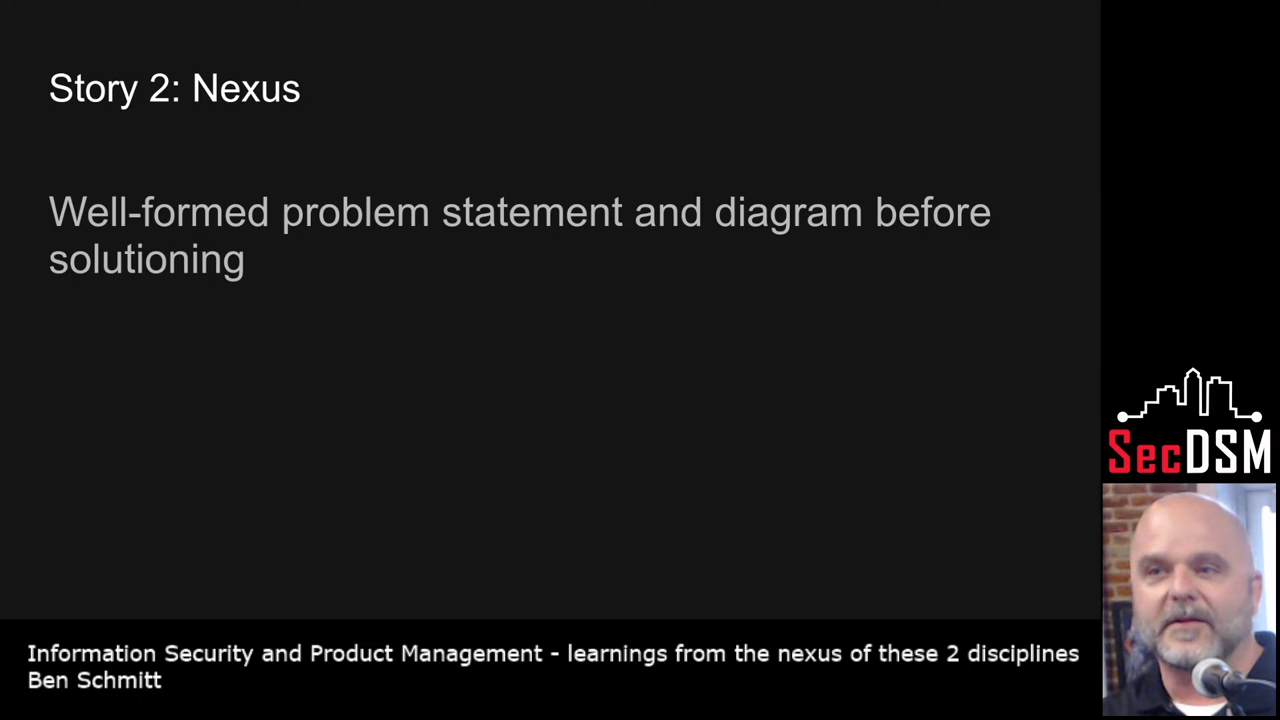 Story 2: Nexus
Well-formed problem statement and diagram before
solutioning
SecDSM
Information Security and Product Management - learnings from the nexus of these 2 disciplines
Ben Schmitt